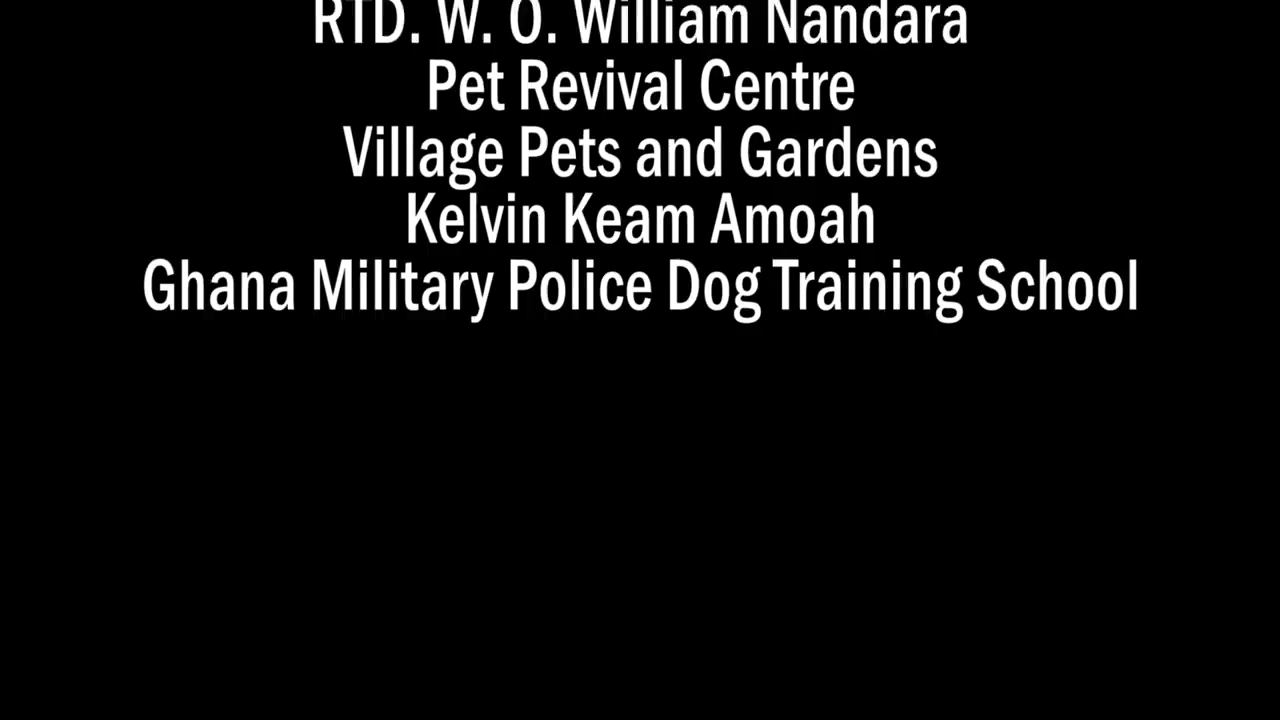 RTD. W. O. William Nandara
Pet Revival Centre
Village Pets and Gardens
Kelvin Keam Amoah
Ghana Military Police Dog Training School